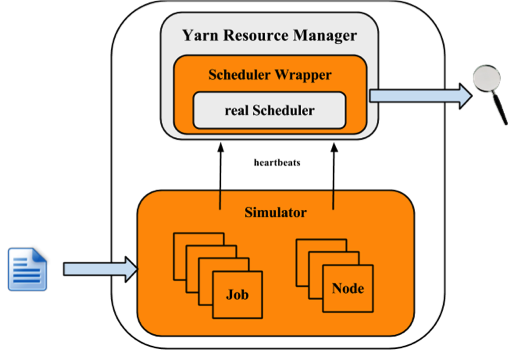 Yarn Resource Manager
Scheduler Wrapper
real Scheduler
heartbeats
Simulator
Job
Node